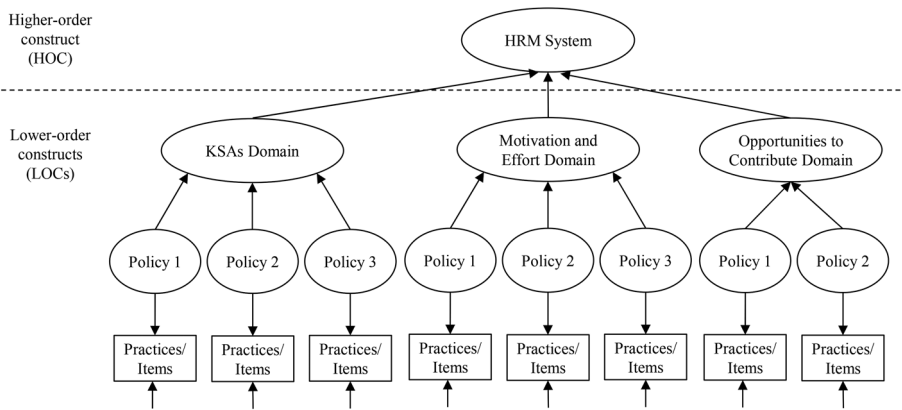 Higher-order
construct
(HOC)
HRM System
Lower-order
constructs
(LOCs)
KSAs Domain
Motivation and
Effort Domain
Opportunities to
Contribute Domain
Policy 1
Policy 2
Policy 3
Policy 1
Policy 2
Policy 3
Policy 1
Policy 2
Practices/
Items
Practices/
Items
Practices/
Items
Practices/
Items
Practices/
Items
Practices/
Items
Practices/
Items
Practices/
Items